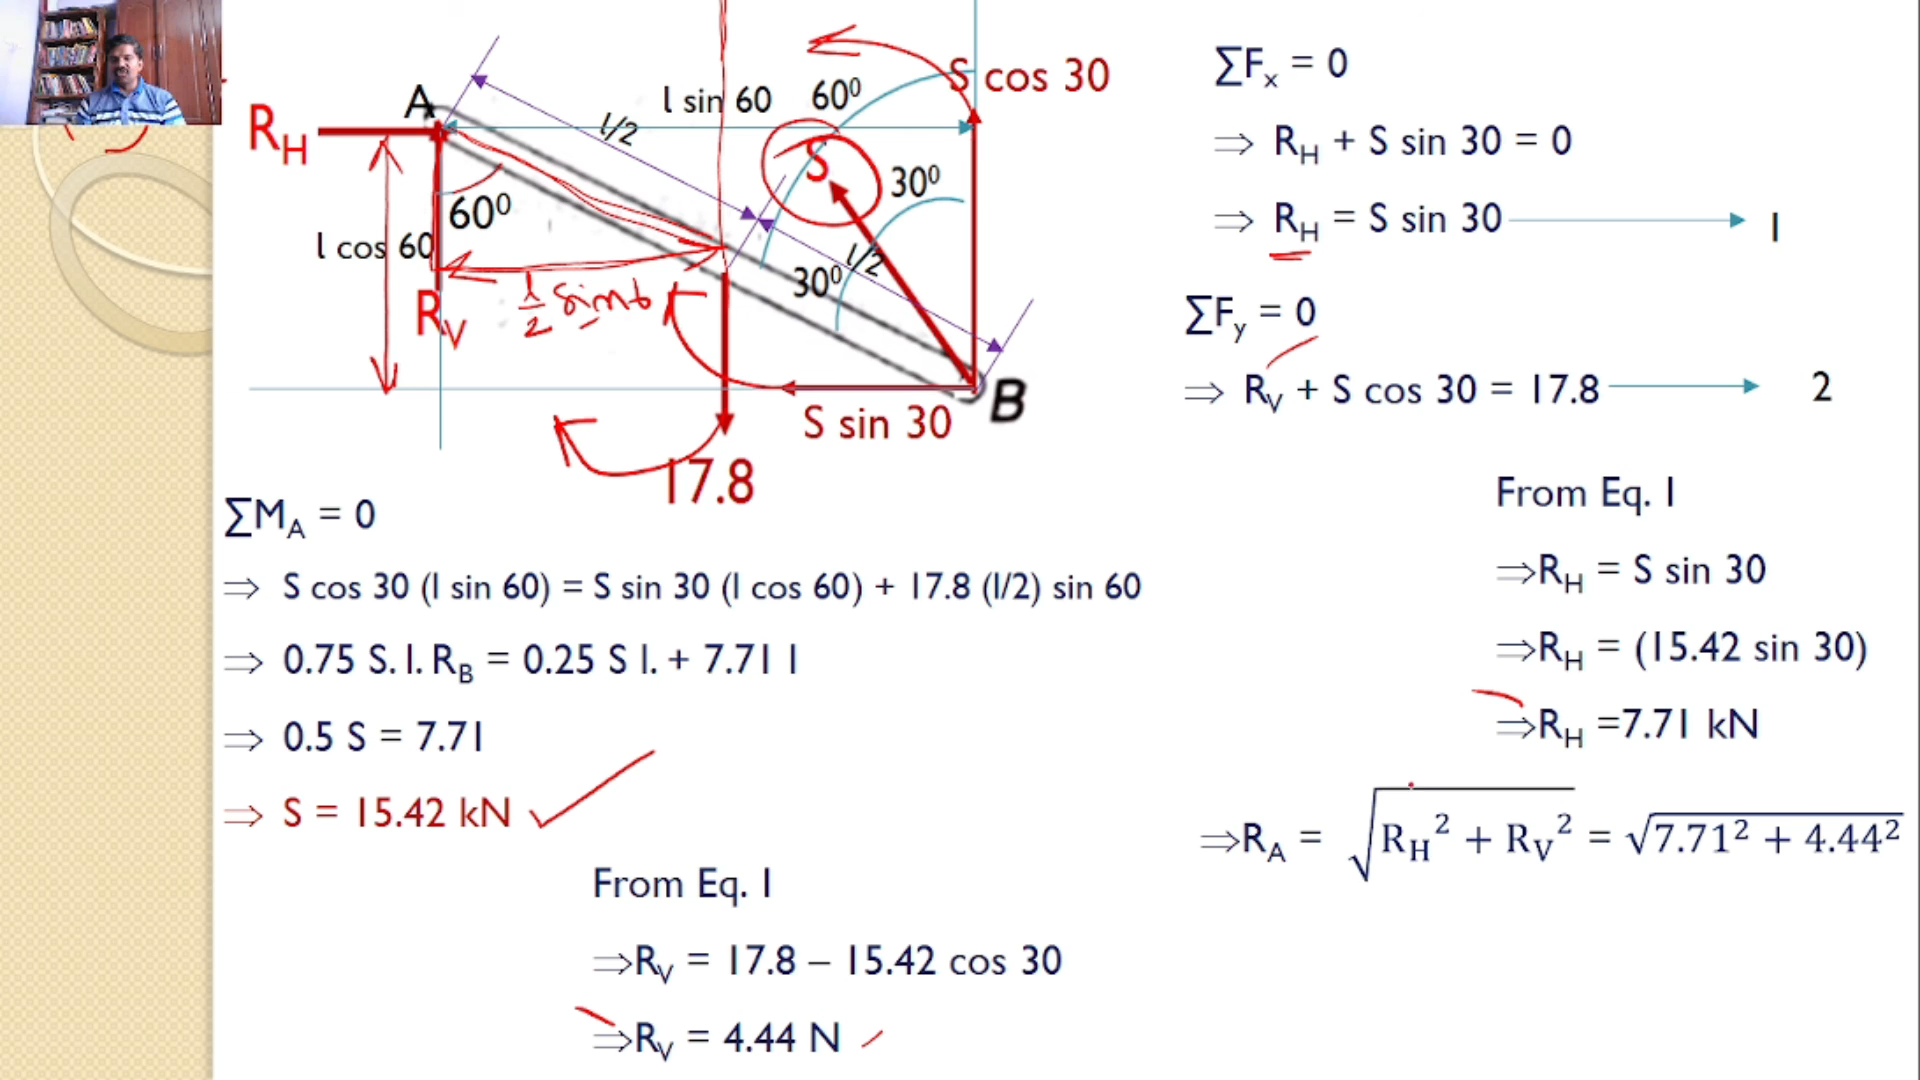 A
R_H
l sin 60
60⁰
S cos 30
l/2
S
30⁰
60⁰
l cos 60
30⁰
l/2
R_V
B
S sin 30
17.8
∑M_A = 0
⇒ S cos 30 (l sin 60) = S sin 30 (l cos 60) + 17.8 (l/2) sin 60
⇒ 0.75 S. l. R_B = 0.25 S l. + 7.71 l
⇒ 0.5 S = 7.71
⇒ S = 15.42 kN
From Eq. 1
⇒R_V = 17.8 – 15.42 cos 30
⇒R_V = 4.44 N
∑F_x = 0
⇒ R_H + S sin 30 = 0
⇒ R_H = S sin 30
1
∑F_y = 0
⇒ R_V + S cos 30 = 17.8
2
From Eq. 1
⇒R_H = S sin 30
⇒R_H = (15.42 sin 30)
⇒R_H =7.71 kN
⇒R_A = √R_H² + R_V² = √7.71² + 4.44²